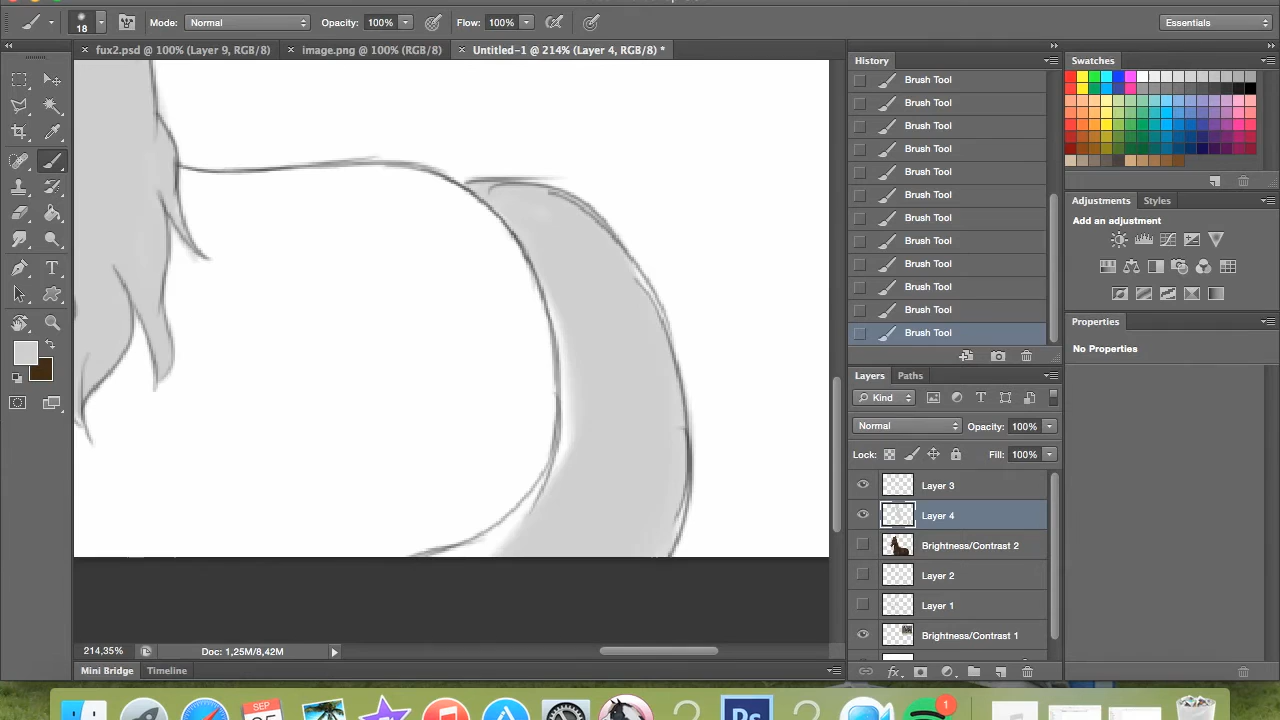 18
Mode: Normal
Opacity: 100%
Flow: 100%
Essentials
fux2.psd @ 100% (Layer 9, RGB/8)
image.png @ 100% (RGB/8)
Untitled-1 @ 214% (Layer 4, RGB/8) *
History
Brush Tool
Brush Tool
Brush Tool
Brush Tool
Brush Tool
Brush Tool
Brush Tool
Brush Tool
Brush Tool
Brush Tool
Brush Tool
Brush Tool
Swatches
Adjustments
Styles
Add an adjustment
Properties
No Properties
Layers
Paths
Kind
Normal
Opacity: 100%
Lock:
Fill: 100%
Layer 3
Layer 4
Brightness/Contrast 2
Layer 2
Layer 1
Brightness/Contrast 1
214,35%
Doc: 1,25M/8,42M
Mini Bridge
Timeline
SEP
Ps
1